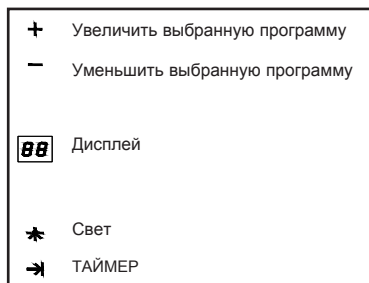 + Увеличить выбранную программу
− Уменьшить выбранную программу
88 Дисплей
Свет
ТАЙМЕР